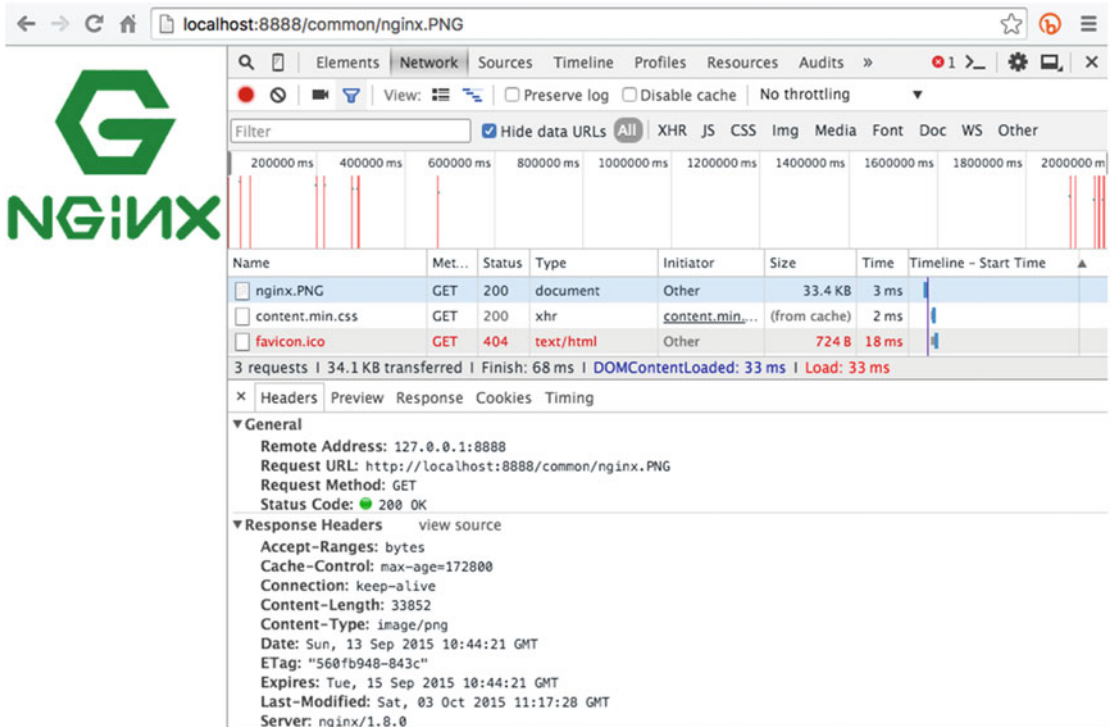 localhost:8888/common/nginx.PNG
NGiNX
Elements Network Sources Timeline Profiles Resources Audits » 1
View: Preserve log Disable cache No throttling
Filter Hide data URLs All XHR JS CSS Img Media Font Doc WS Other
200000 ms 400000 ms 600000 ms 800000 ms 1000000 ms 1200000 ms 1400000 ms 1600000 ms 1800000 ms 2000000 m
Name Met... Status Type Initiator Size Time Timeline – Start Time
nginx.PNG GET 200 document Other 33.4 KB 3 ms
content.min.css GET 200 xhr content.min.... (from cache) 2 ms
favicon.ico GET 404 text/html Other 724 B 18 ms
3 requests | 34.1 KB transferred | Finish: 68 ms | DOMContentLoaded: 33 ms | Load: 33 ms
× Headers Preview Response Cookies Timing
General
Remote Address: 127.0.0.1:8888
Request URL: http://localhost:8888/common/nginx.PNG
Request Method: GET
Status Code: 200 OK
Response Headers view source
Accept-Ranges: bytes
Cache-Control: max-age=172800
Connection: keep-alive
Content-Length: 33852
Content-Type: image/png
Date: Sun, 13 Sep 2015 10:44:21 GMT
ETag: "560fb948-843c"
Expires: Tue, 15 Sep 2015 10:44:21 GMT
Last-Modified: Sat, 03 Oct 2015 11:17:28 GMT
Server: nginx/1.8.0